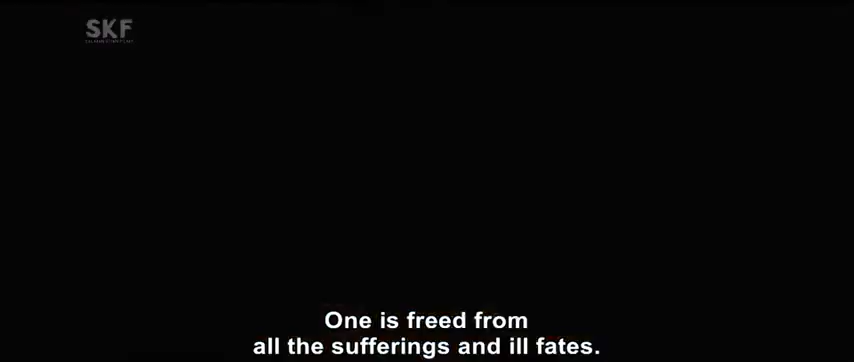 SKF
One is freed from
all the sufferings and ill fates.